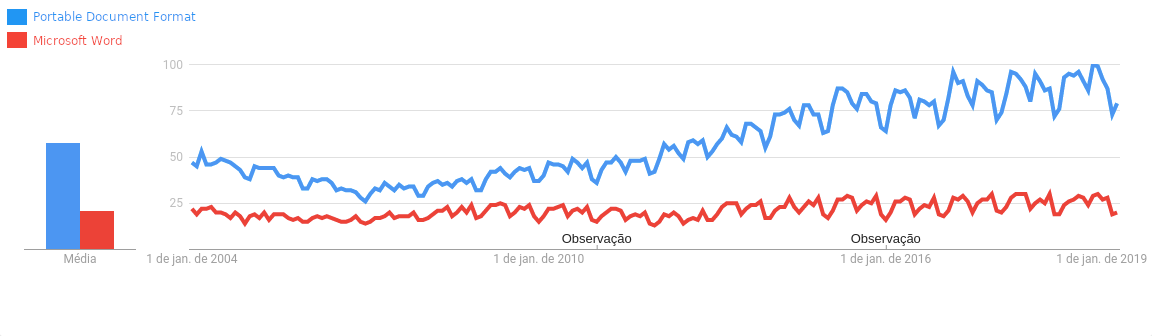 Portable Document Format
Microsoft Word
100
75
50
25
Observação
Observação
Média
1 de jan. de 2004
1 de jan. de 2010
1 de jan. de 2016
1 de jan. de 2019